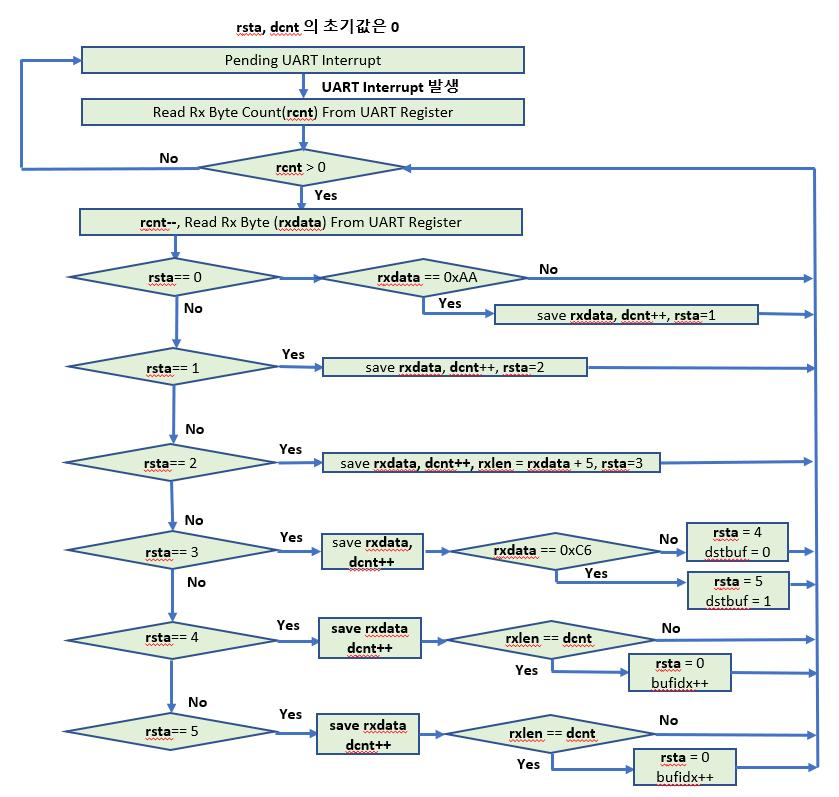 rsta, dcnt 의 초기값은 0
Pending UART Interrupt
UART Interrupt 발생
Read Rx Byte Count(rcnt) From UART Register
No
rcnt > 0
Yes
rcnt--, Read Rx Byte (rxdata) From UART Register
rsta== 0
rxdata == 0xAA
No
No
Yes
save rxdata, dcnt++, rsta=1
rsta== 1
Yes
save rxdata, dcnt++, rsta=2
No
rsta== 2
Yes
save rxdata, dcnt++, rxlen = rxdata + 5, rsta=3
No
rsta== 3
Yes
save rxdata,
dcnt++
rxdata == 0xC6
No
rsta = 4
dstbuf = 0
Yes
rsta = 5
dstbuf = 1
No
rsta== 4
Yes
save rxdata
dcnt++
rxlen == dcnt
No
Yes
rsta = 0
bufidx++
No
rsta== 5
Yes
save rxdata
dcnt++
rxlen == dcnt
No
Yes
rsta = 0
bufidx++